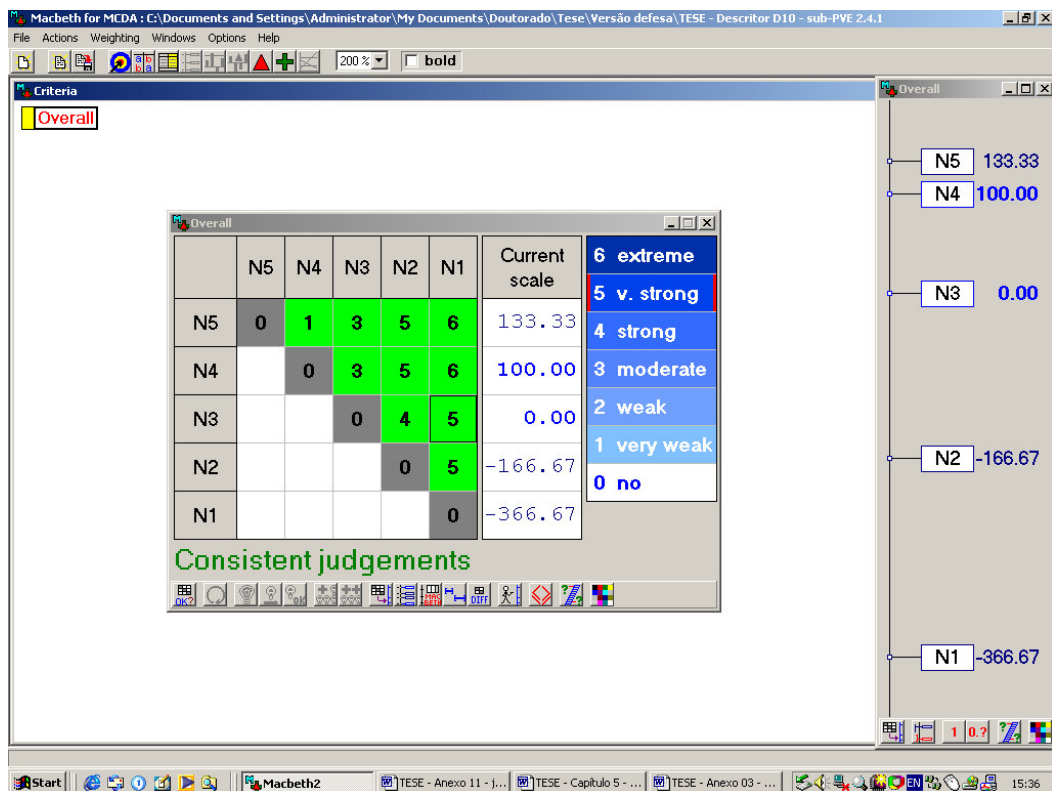 Macbeth for MCDA : C:\Documents and Settings\Administrator\My Documents\Doutorado\Tese\Versão defesa\TESE - Descritor D10 - sub-PVE 2.4.1
File Actions Weighting Windows Options Help
200 % bold
Criteria
Overall
Overall
N5 N4 N3 N2 N1 Current scale
N5 0 1 3 5 6 133.33
N4 0 3 5 6 100.00
N3 0 4 5 0.00
N2 0 5 -166.67
N1 0 -366.67
6 extreme
5 v. strong
4 strong
3 moderate
2 weak
1 very weak
0 no
Consistent judgements
OK? OK DIFF
Overall
N5 133.33
N4 100.00
N3 0.00
N2 -166.67
N1 -366.67
1 0.?
Start Macbeth2 TESE - Anexo 11 - j... TESE - Capítulo 5 - ... TESE - Anexo 03 - ... EN 15:36